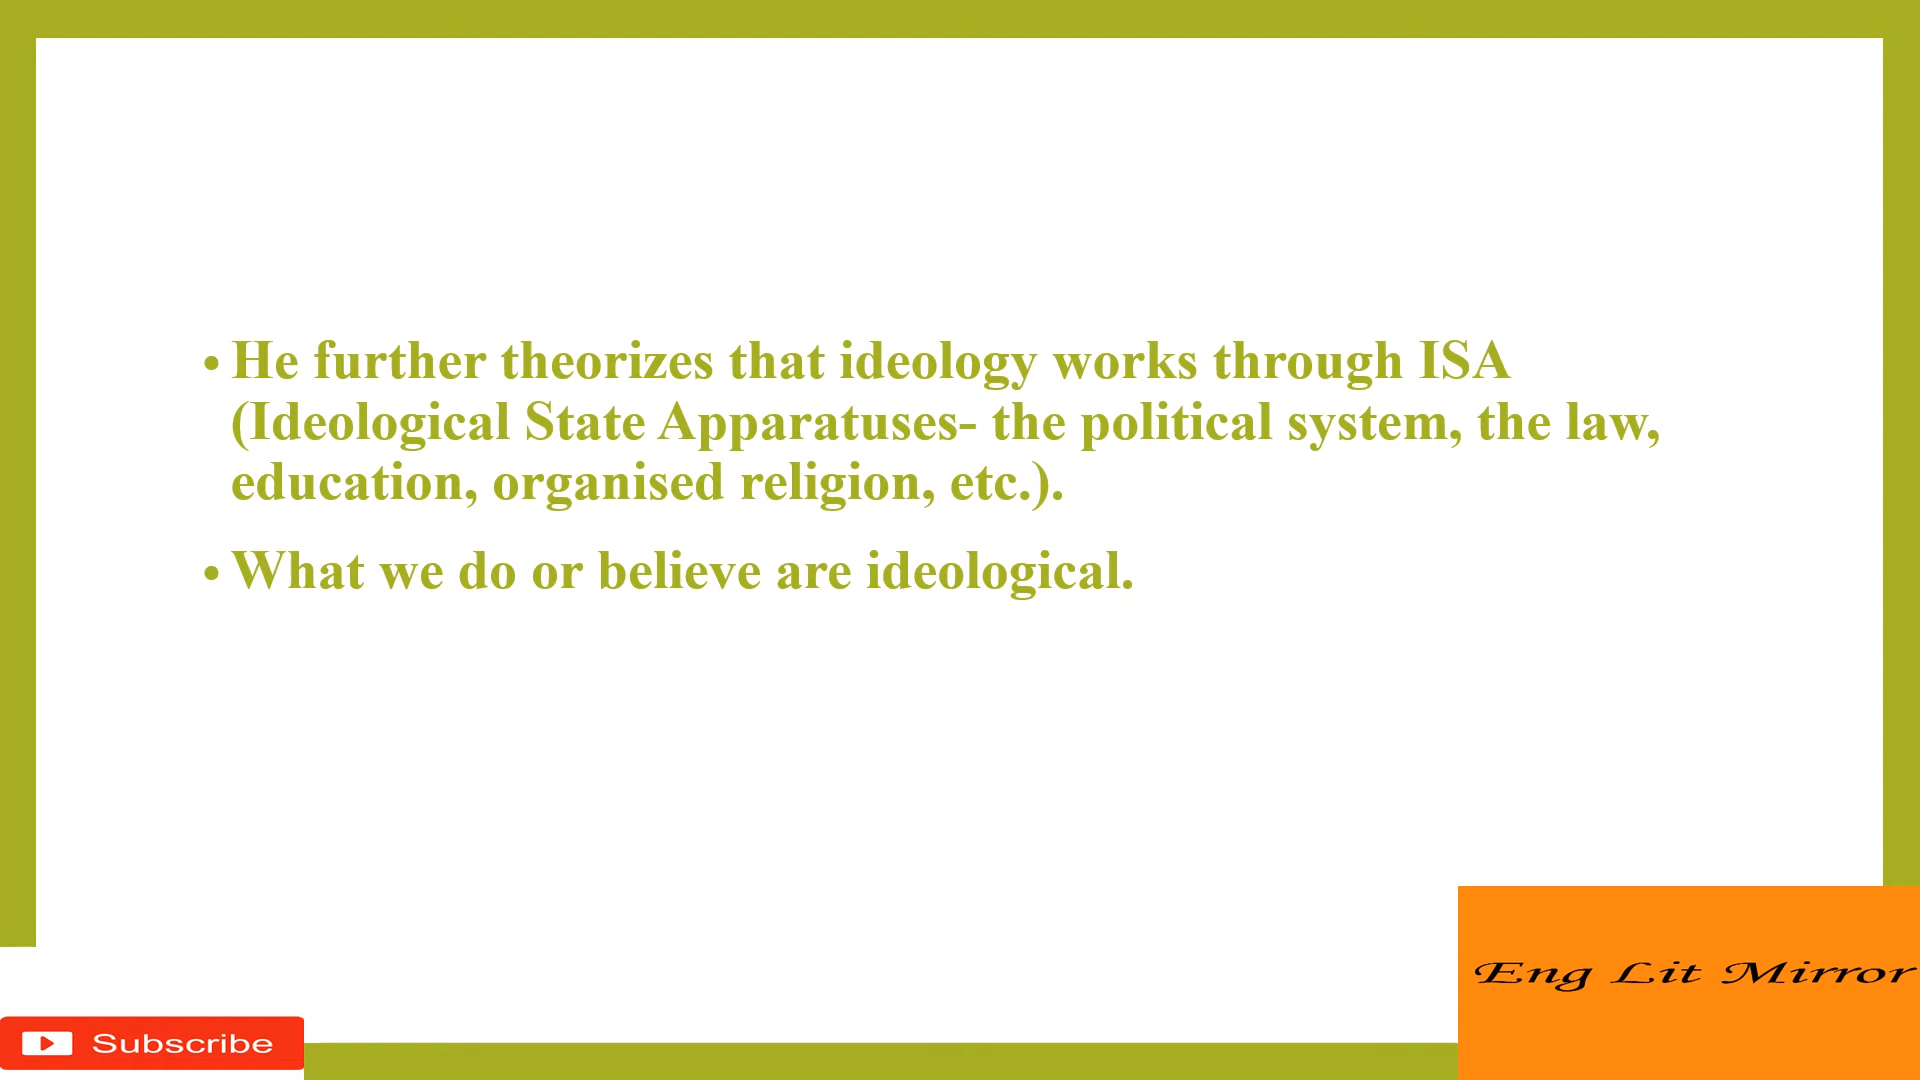 • He further theorizes that ideology works through ISA
(Ideological State Apparatuses- the political system, the law,
education, organised religion, etc.).
• What we do or believe are ideological.
Eng Lit Mirror
Subscribe